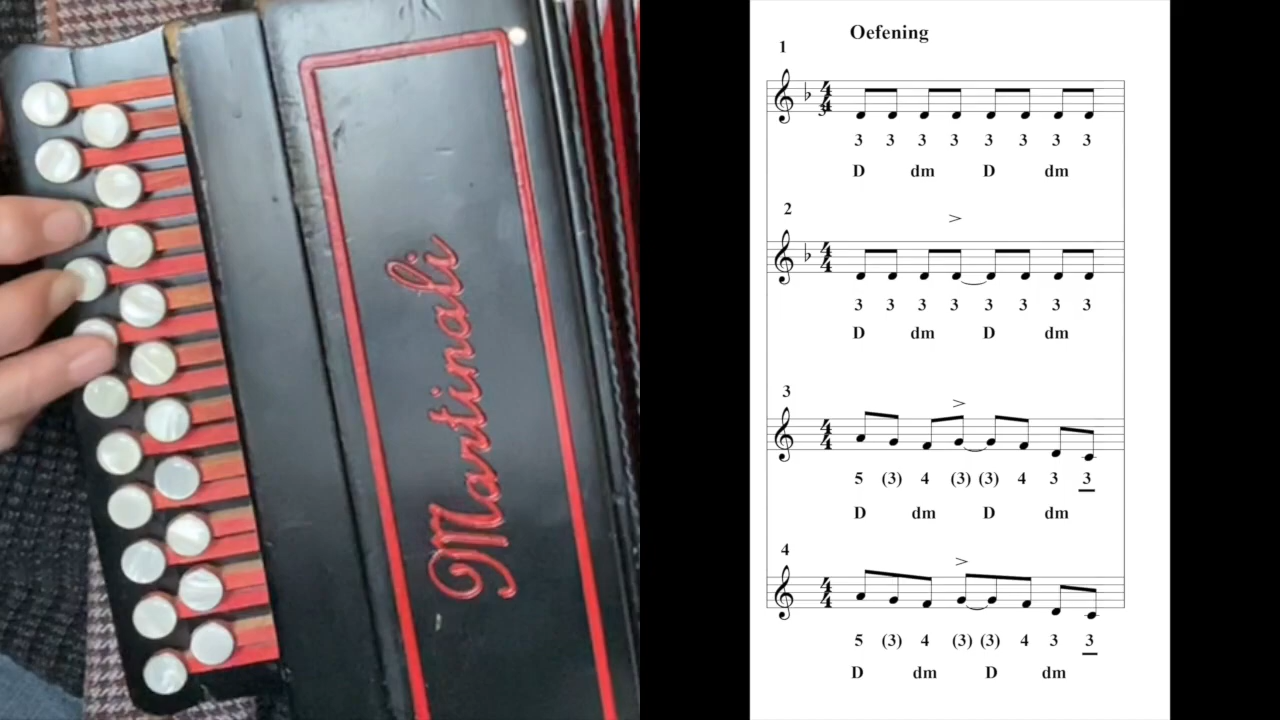 Martinali
Oefening
1
3 3 3 3 3 3 3 3
D dm D dm
2
3 3 3 3 3 3 3 3
D dm D dm
3
5 (3) 4 (3) (3) 4 3 3
D dm D dm
4
5 (3) 4 (3) (3) 4 3 3
D dm D dm